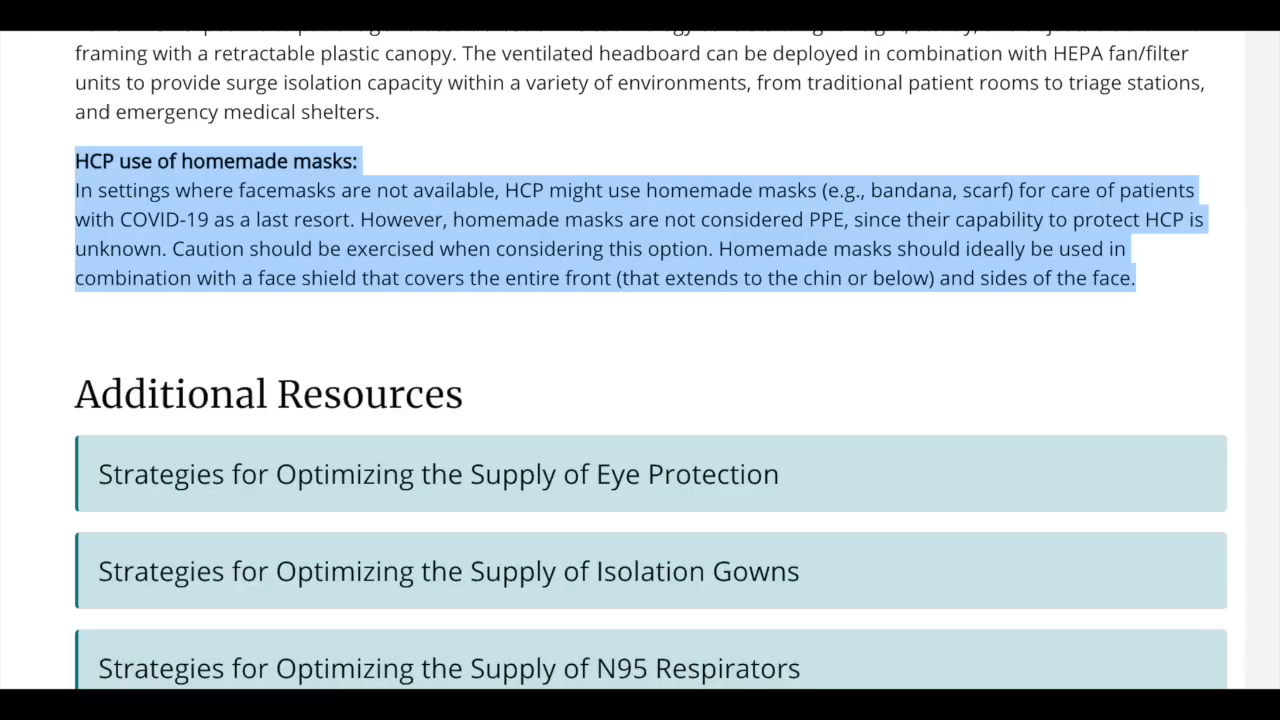 framing with a retractable plastic canopy. The ventilated headboard can be deployed in combination with HEPA fan/filter
units to provide surge isolation capacity within a variety of environments, from traditional patient rooms to triage stations,
and emergency medical shelters.
HCP use of homemade masks:
In settings where facemasks are not available, HCP might use homemade masks (e.g., bandana, scarf) for care of patients
with COVID-19 as a last resort. However, homemade masks are not considered PPE, since their capability to protect HCP is
unknown. Caution should be exercised when considering this option. Homemade masks should ideally be used in
combination with a face shield that covers the entire front (that extends to the chin or below) and sides of the face.
Additional Resources
Strategies for Optimizing the Supply of Eye Protection
Strategies for Optimizing the Supply of Isolation Gowns
Strategies for Optimizing the Supply of N95 Respirators